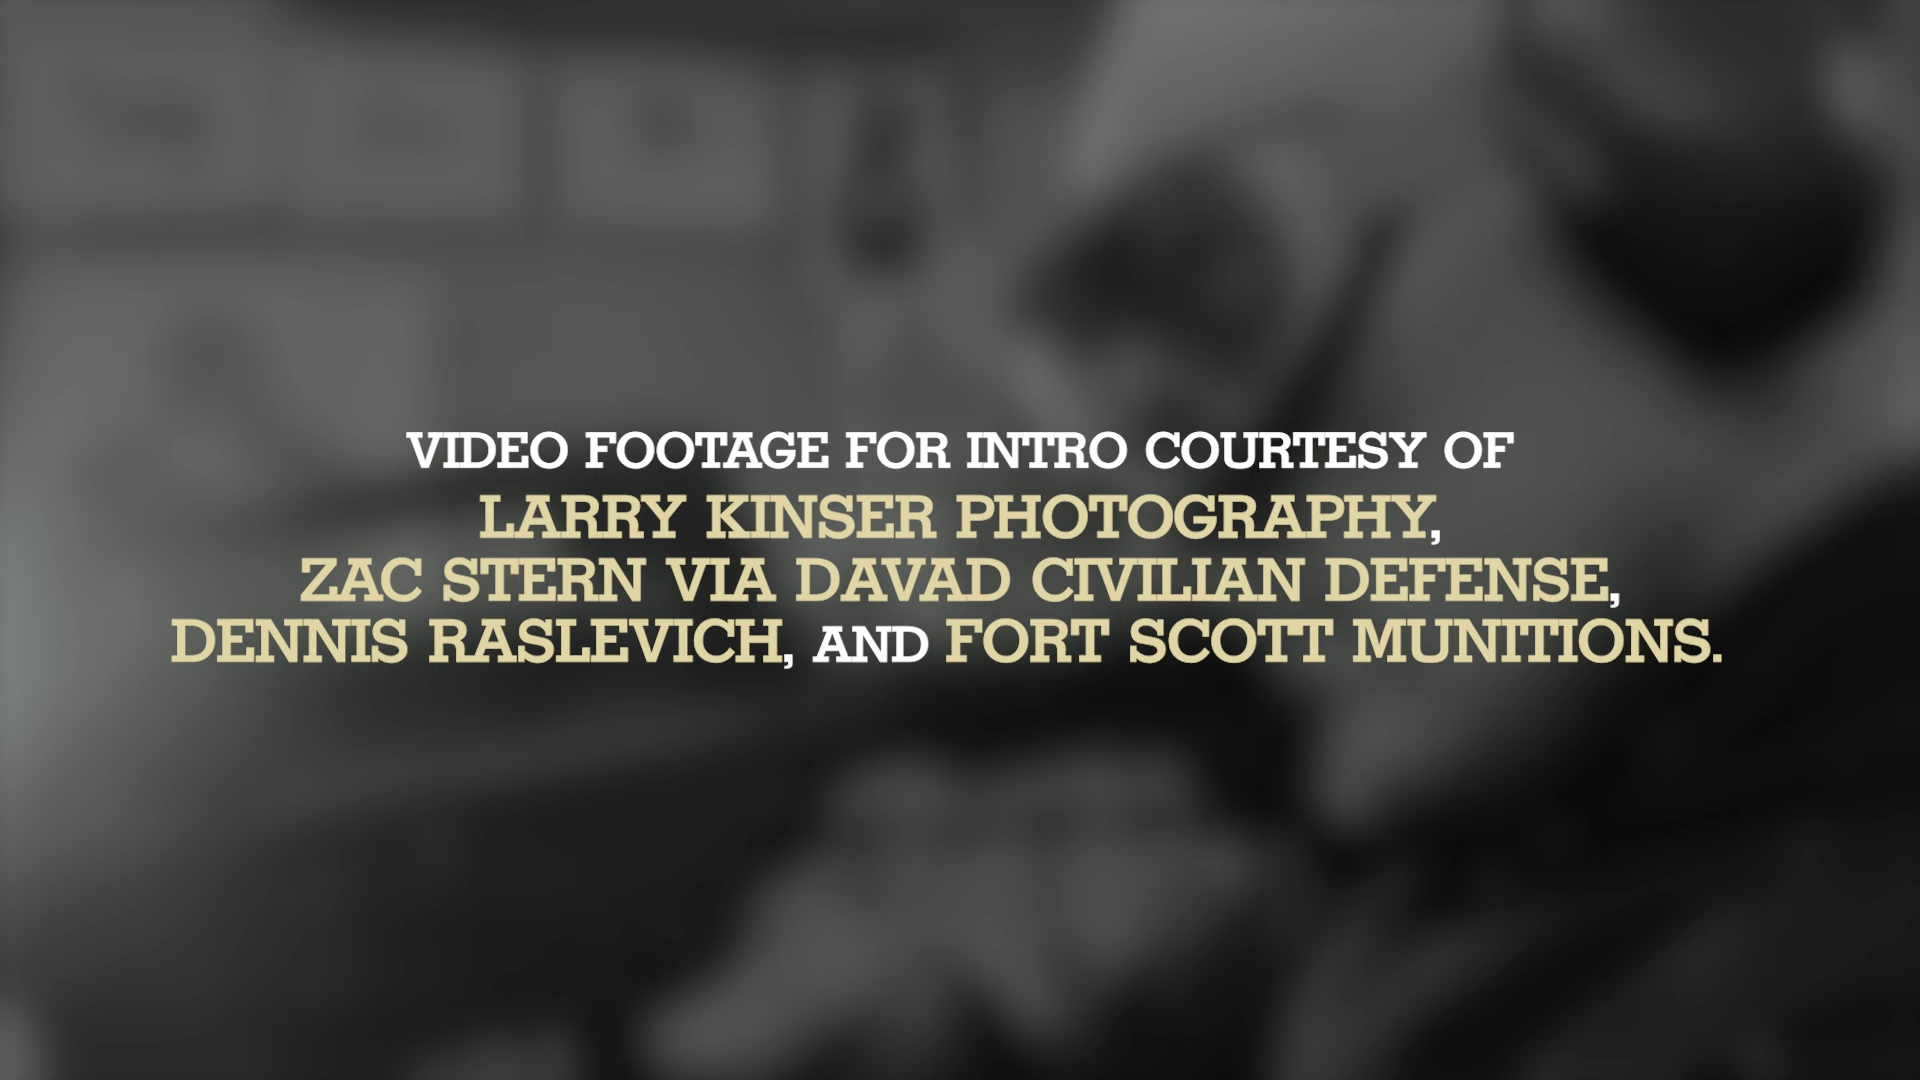 VIDEO FOOTAGE FOR INTRO COURTESY OF
LARRY KINSER PHOTOGRAPHY,
ZAC STERN VIA DAVAD CIVILIAN DEFENSE,
DENNIS RASLEVICH, AND FORT SCOTT MUNITIONS.